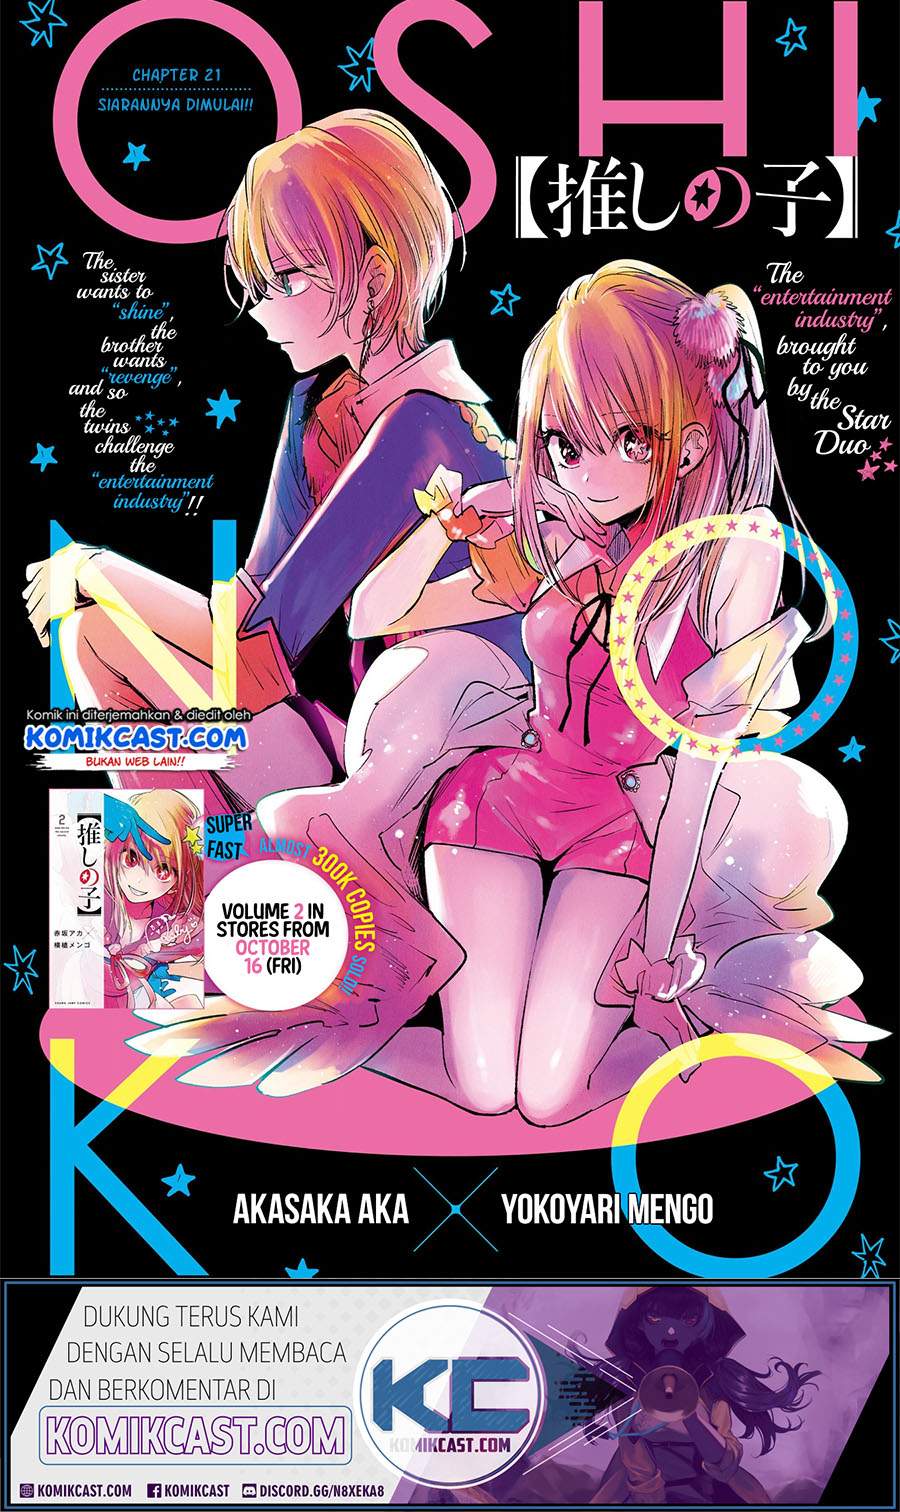 OSHI
CHAPTER 21
SIARANNYA DIMULAI!!
【推しの子】
The
sister
wants to
"shine",
the
brother
wants
"revenge",
and so
the
twins
challenge
the
"entertainment
industry"!!
The
"entertainment
industry",
brought
to you
by the
Star
Duo
NO
Komik ini diterjemahkan & diedit oleh
KOMIKCAST.COM
BUKAN WEB LAIN!!
2
【推しの子】
赤坂アカ
横槍メンゴ
SUPER
FAST
ALMOST 300K COPIES SOLD!!
VOLUME 2 IN
STORES FROM
OCTOBER
16 (FRI)
KO
AKASAKA AKA × YOKOYARI MENGO
DUKUNG TERUS KAMI
DENGAN SELALU MEMBACA
DAN BERKOMENTAR DI
KOMIKCAST.COM
KC
KOMIKCAST.COM
KOMIKCAST.COM KOMIKCAST DISCORD.GG/N8XEKA8